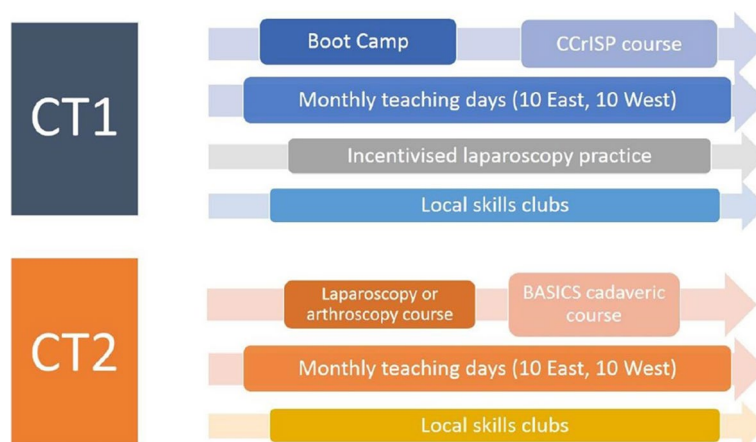 CT1
Boot Camp
CCrISP course
Monthly teaching days (10 East, 10 West)
Incentivised laparoscopy practice
Local skills clubs
CT2
Laparoscopy or
arthroscopy course
BASICS cadaveric
course
Monthly teaching days (10 East, 10 West)
Local skills clubs